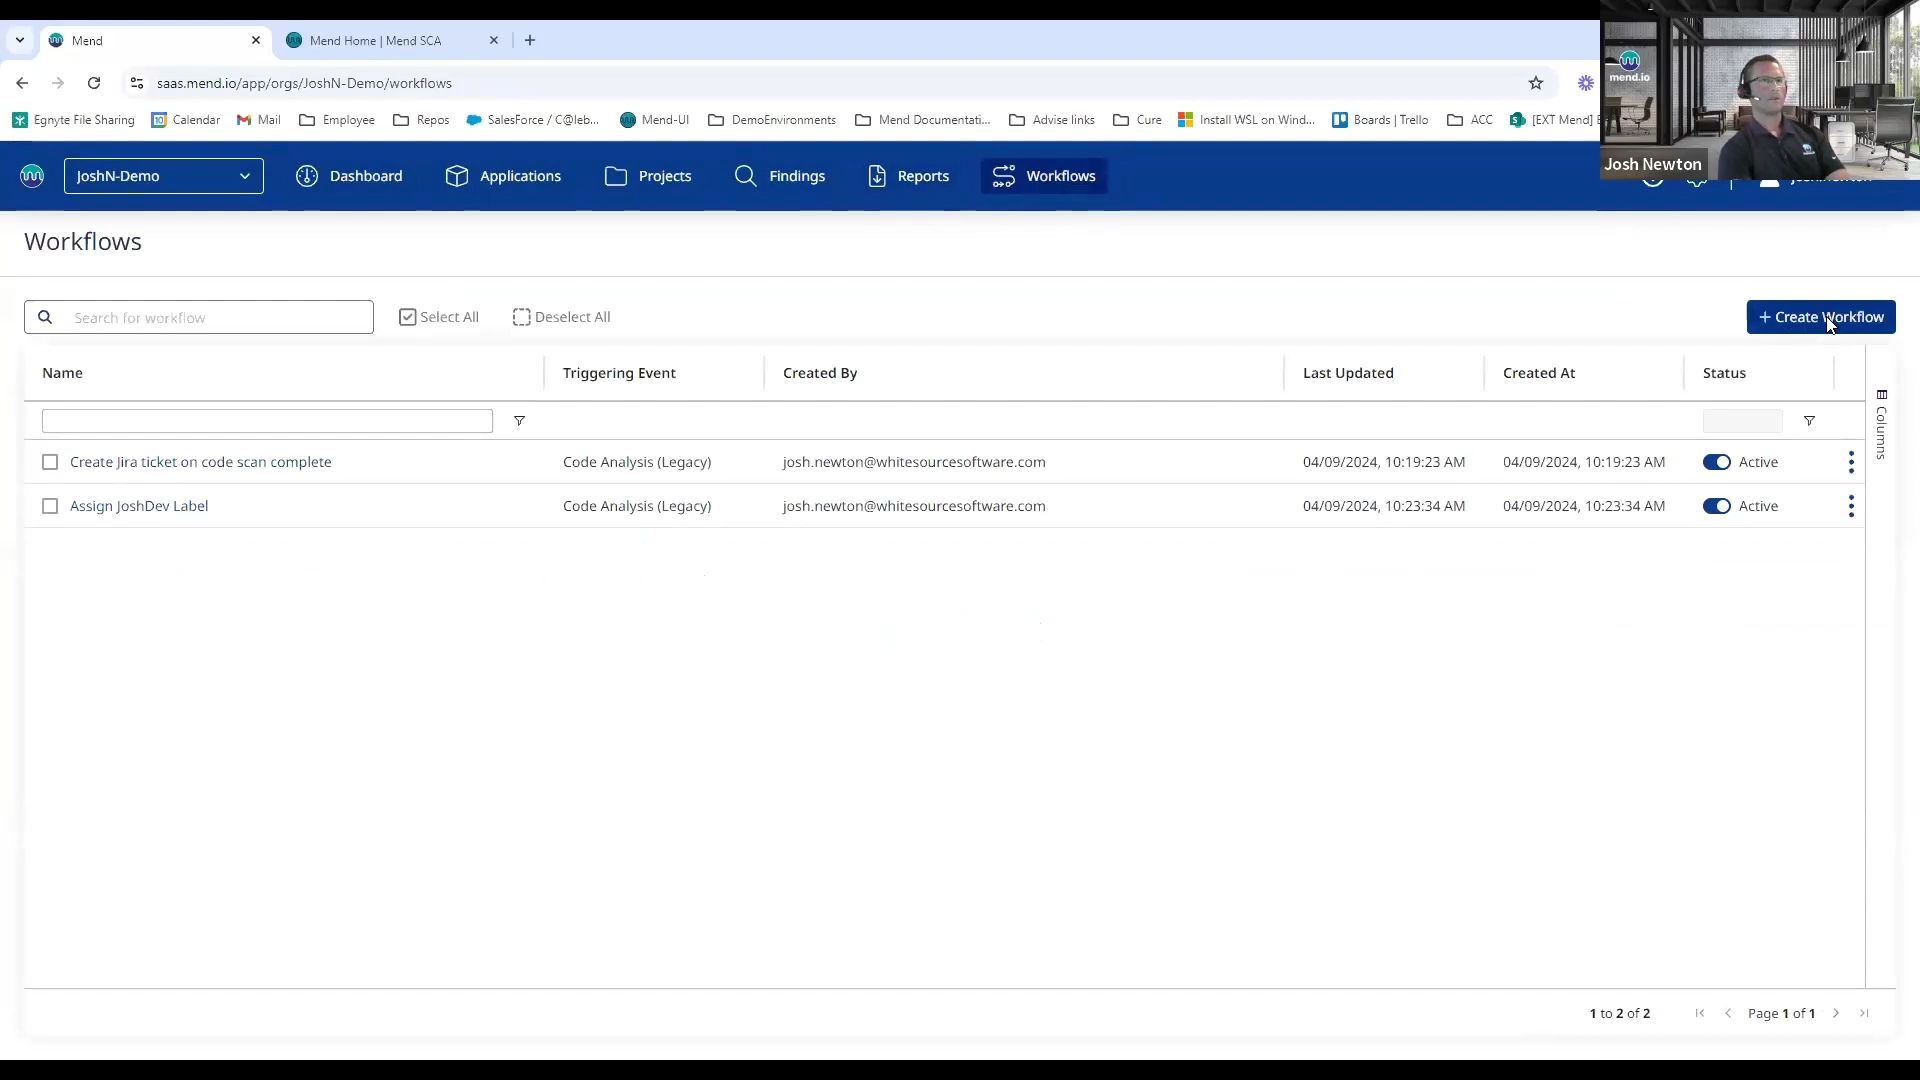 Mend
Mend Home | Mend SCA
saas.mend.io/app/orgs/JoshN-Demo/workflows
Egnyte File Sharing
Calendar
Mail
Employee
Repos
SalesForce / C@leb...
Mend-UI
DemoEnvironments
Mend Documentati...
Advise links
Cure
Install WSL on Wind...
Boards | Trello
ACC
[EXT Mend]
mend.io
Josh Newton
JoshN-Demo
Dashboard
Applications
Projects
Findings
Reports
Workflows
Workflows
Search for workflow
Select All
Deselect All
+ Create Workflow
Name Triggering Event Created By Last Updated Created At Status
Columns
Create Jira ticket on code scan complete Code Analysis (Legacy) josh.newton@whitesourcesoftware.com 04/09/2024, 10:19:23 AM 04/09/2024, 10:19:23 AM Active
Assign JoshDev Label Code Analysis (Legacy) josh.newton@whitesourcesoftware.com 04/09/2024, 10:23:34 AM 04/09/2024, 10:23:34 AM Active
1 to 2 of 2
Page 1 of 1